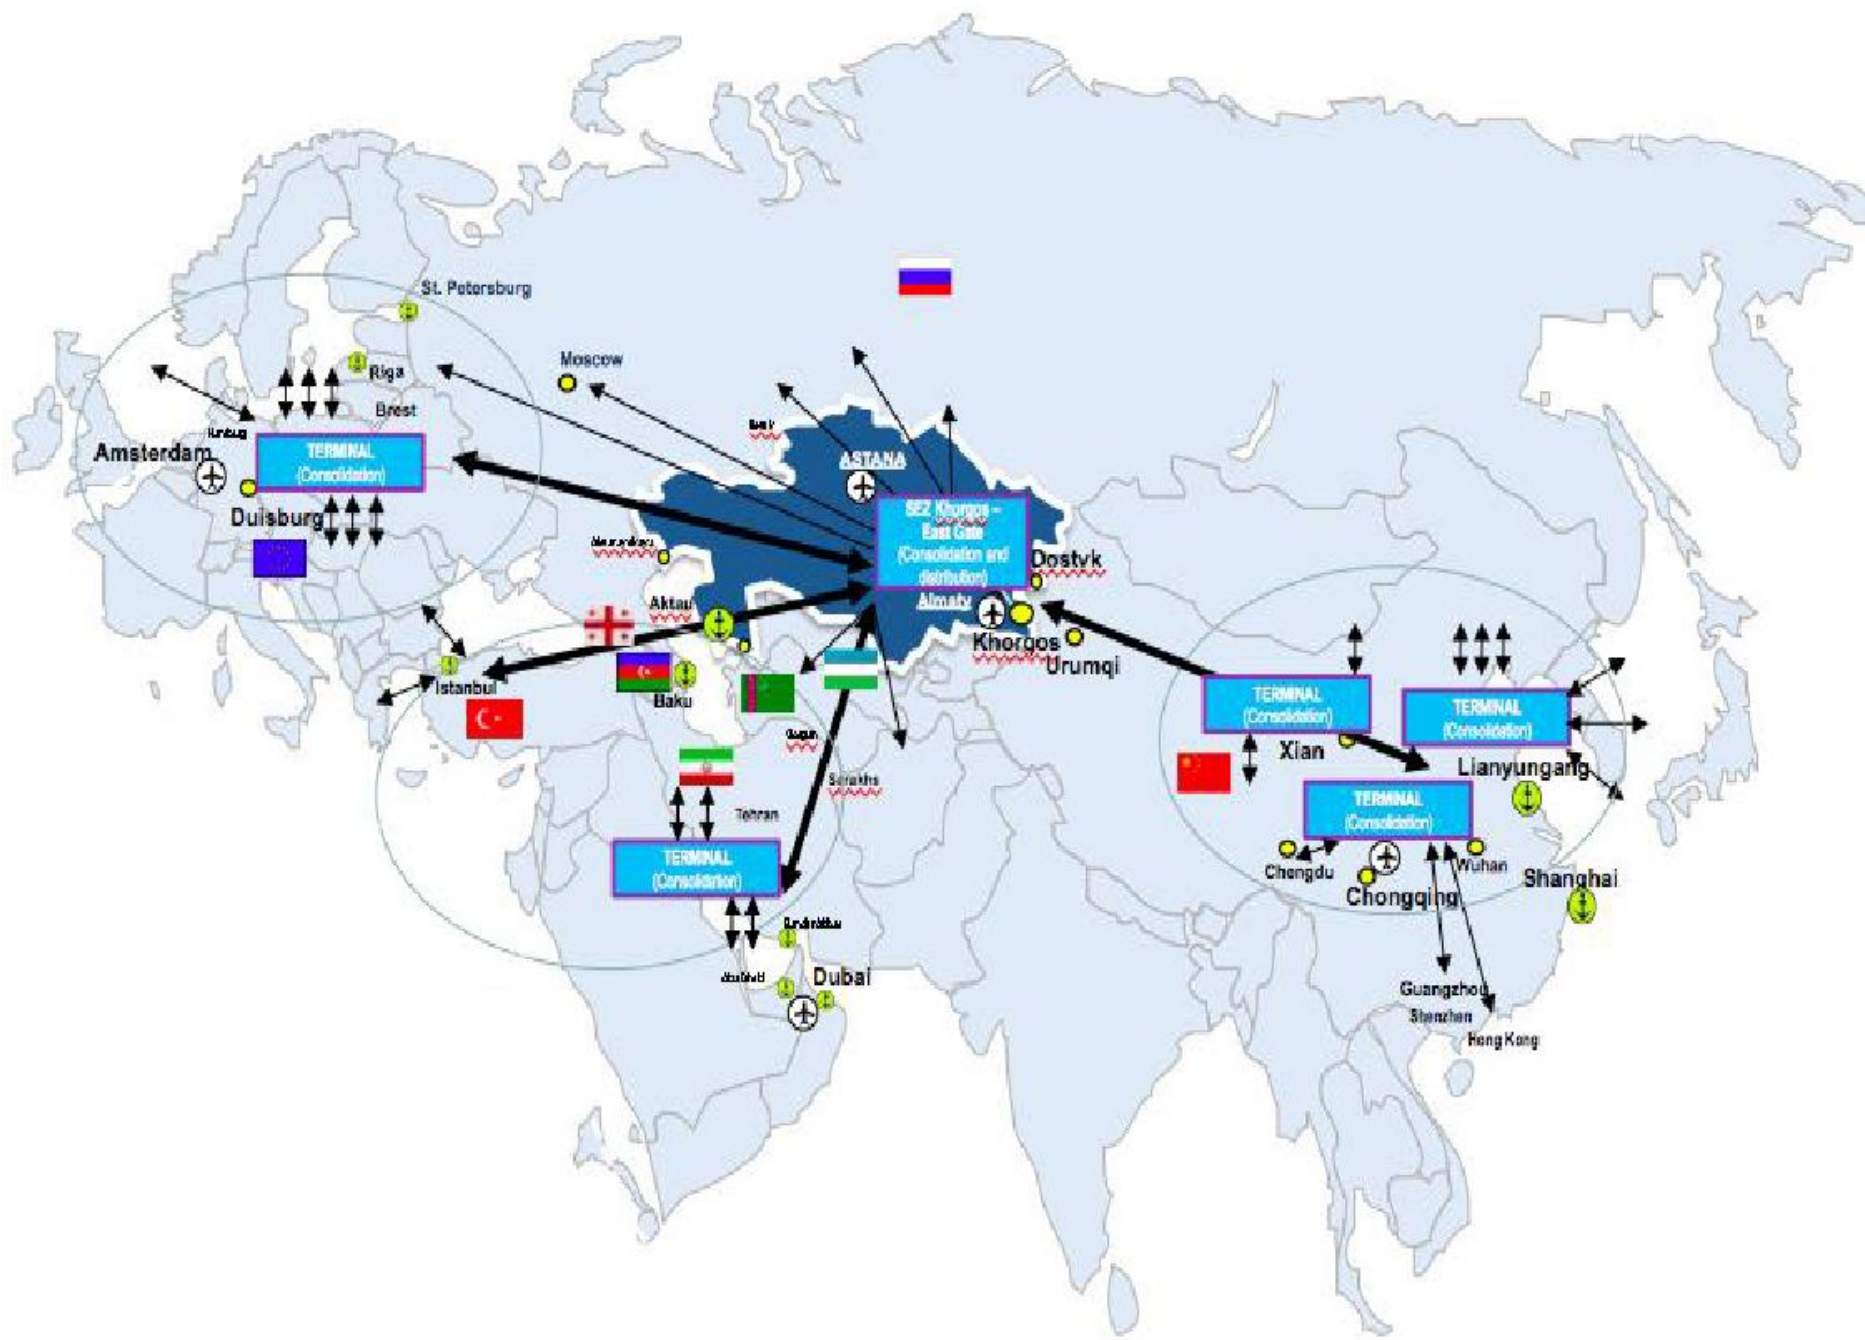 St. Petersburg
Moscow
Riga
Brest
Amsterdam
TERMINAL
(Consolidation)
Duisburg
ASTANA
SEZ Khorgos –
East Gate
(Consolidation and
distribution)
Dostyk
Almaty
Aktau
Khorgos
Urumqi
Istanbul
Baku
TERMINAL
(Consolidation)
TERMINAL
(Consolidation)
Xian
Lianyungang
Sarakhs
Tehran
TERMINAL
(Consolidation)
TERMINAL
(Consolidation)
Chengdu
Wuhan
Chongqing
Shanghai
Dubai
Guangzhou
Shenzhen
Hong Kong